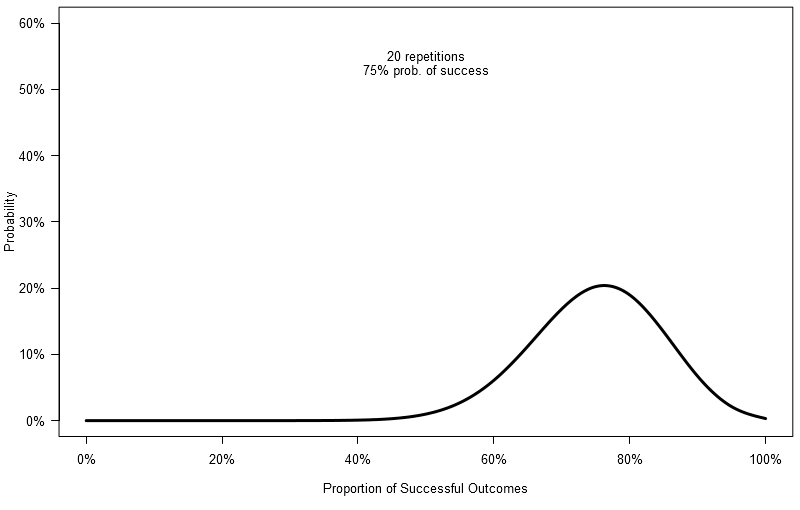 20 repetitions
75% prob. of success
60%
50%
40%
30%
20%
10%
0%
Probability
0% 20% 40% 60% 80% 100%
Proportion of Successful Outcomes